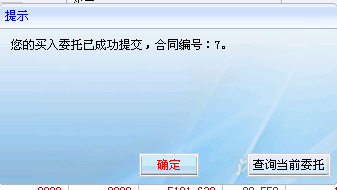 提示
您的买入委托已成功提交，合同编号：7。
确定 查询当前委托